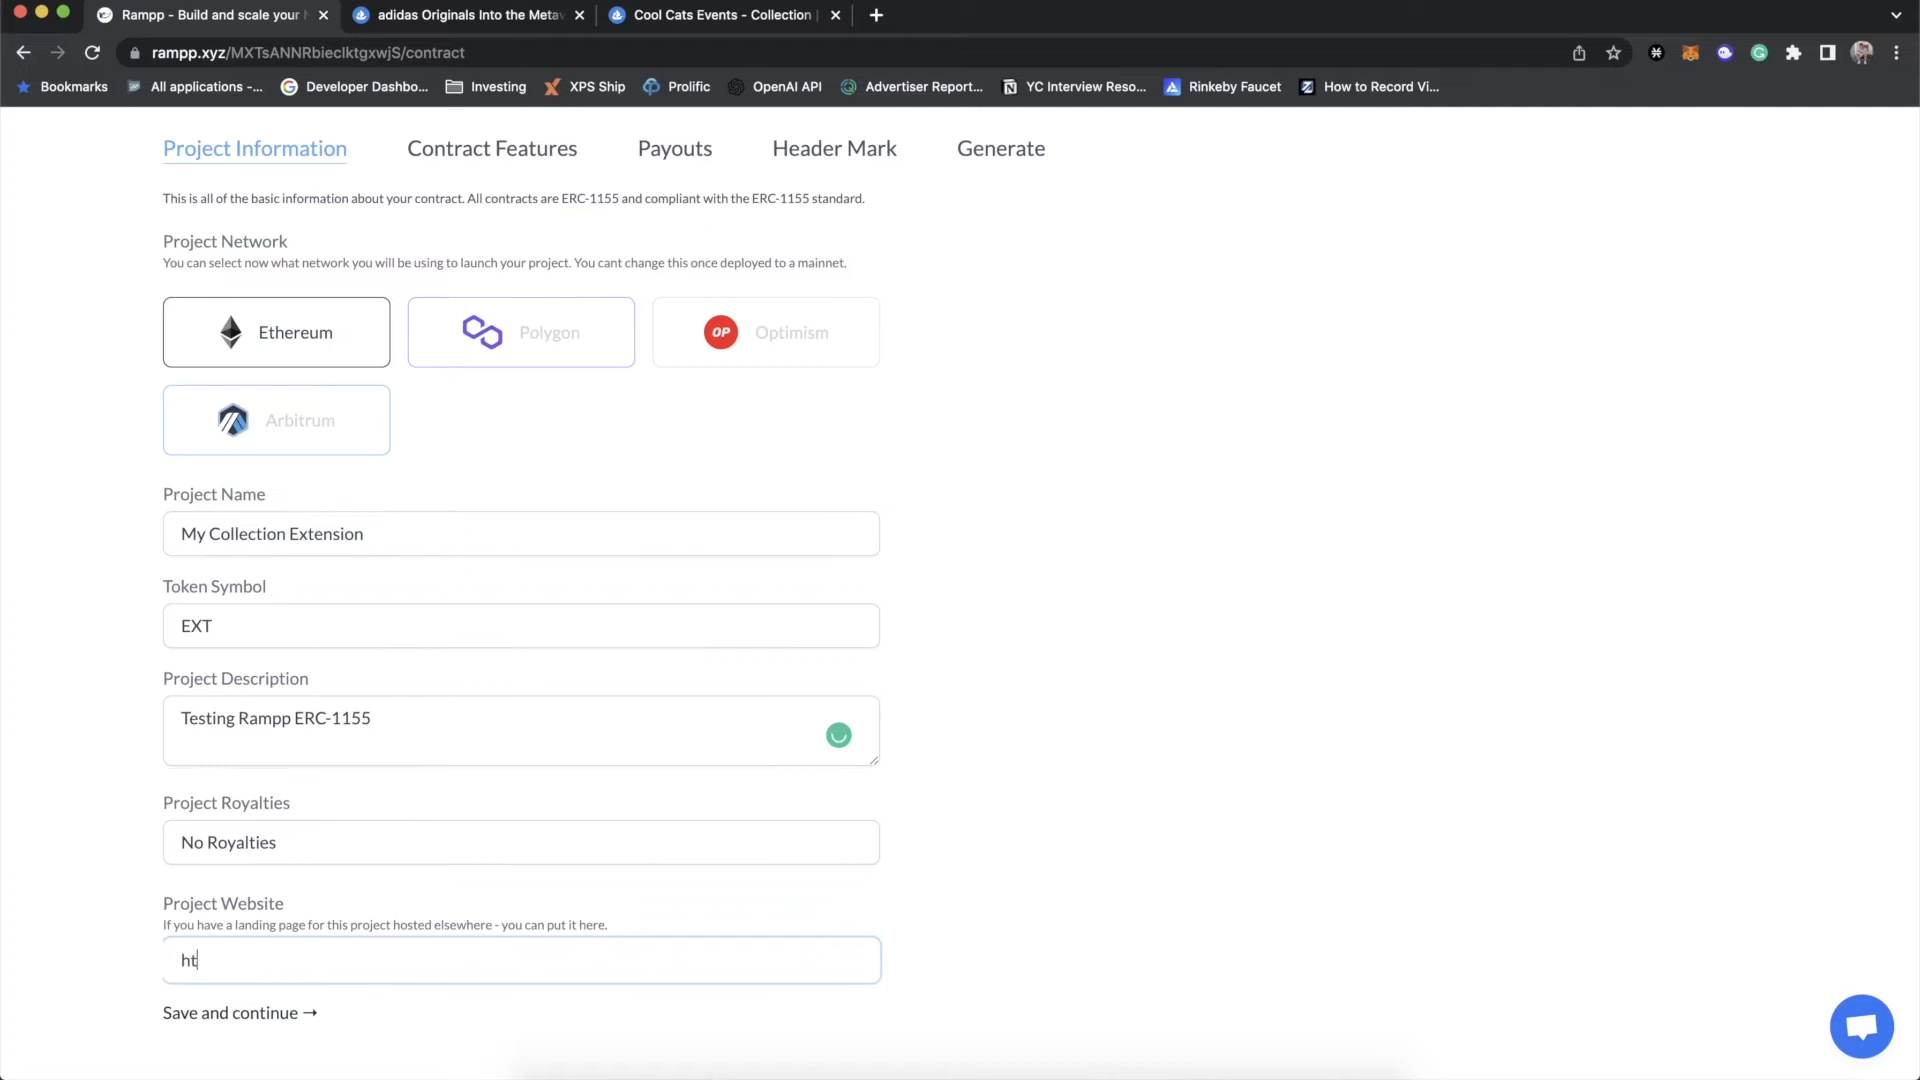 Rampp - Build and scale your
adidas Originals Into the Metav
Cool Cats Events - Collection
rampp.xyz/MXTsANNRbiecIktgxwjS/contract
Bookmarks
All applications -...
Developer Dashbo...
Investing
XPS Ship
Prolific
OpenAI API
Advertiser Report...
YC Interview Reso...
Rinkeby Faucet
How to Record Vi...
Project Information
Contract Features
Payouts
Header Mark
Generate
This is all of the basic information about your contract. All contracts are ERC-1155 and compliant with the ERC-1155 standard.
Project Network
You can select now what network you will be using to launch your project. You cant change this once deployed to a mainnet.
Ethereum
Polygon
OP Optimism
Arbitrum
Project Name
My Collection Extension
Token Symbol
EXT
Project Description
Testing Rampp ERC-1155
Project Royalties
No Royalties
Project Website
If you have a landing page for this project hosted elsewhere - you can put it here.
ht
Save and continue →